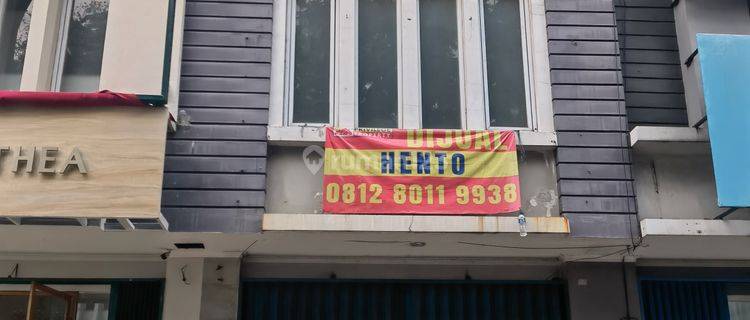 THEA
DIJUAL
HENTO
0812 8011 9938